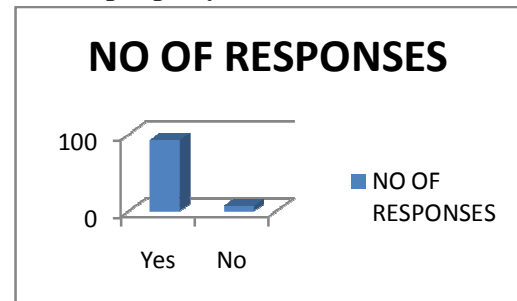 NO OF RESPONSES
100
0
Yes No
NO OF
RESPONSES